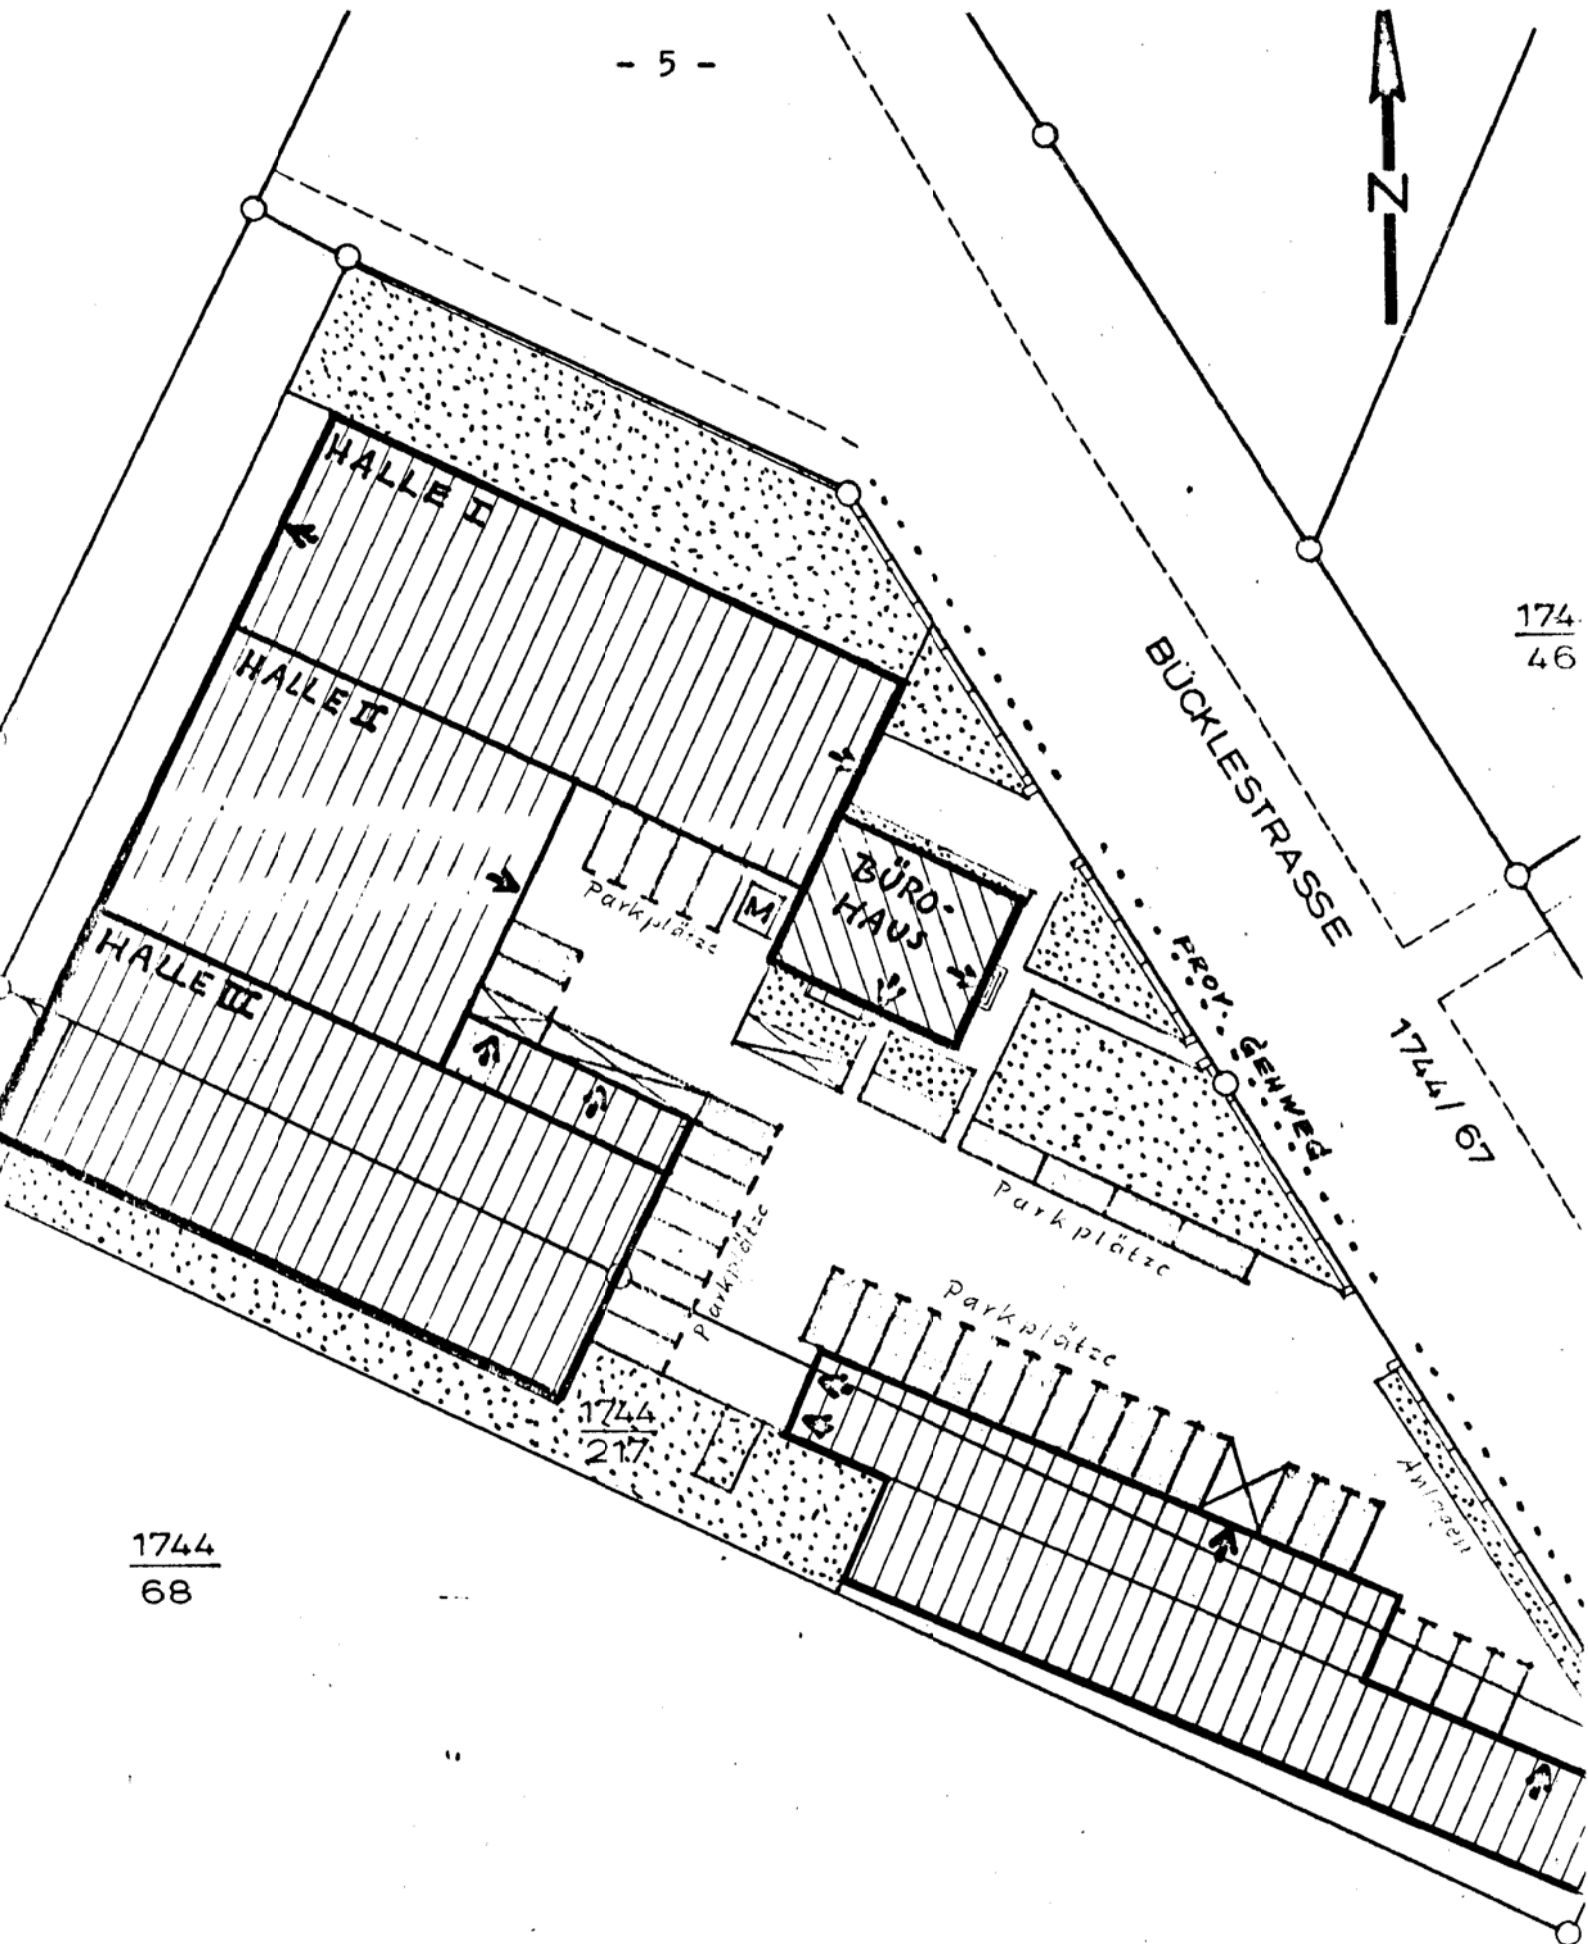 - 5 -
N
HALLE I
174
46
HALLE II
BÜCKLESTRASSE
BÜRO-
HAUS
Parkplätze
M
HALLE III
PROV. GEHWEG
1744/67
Parkplätze
Parkplätze
Parkplätze
1744
217
Anlagen
1744
68